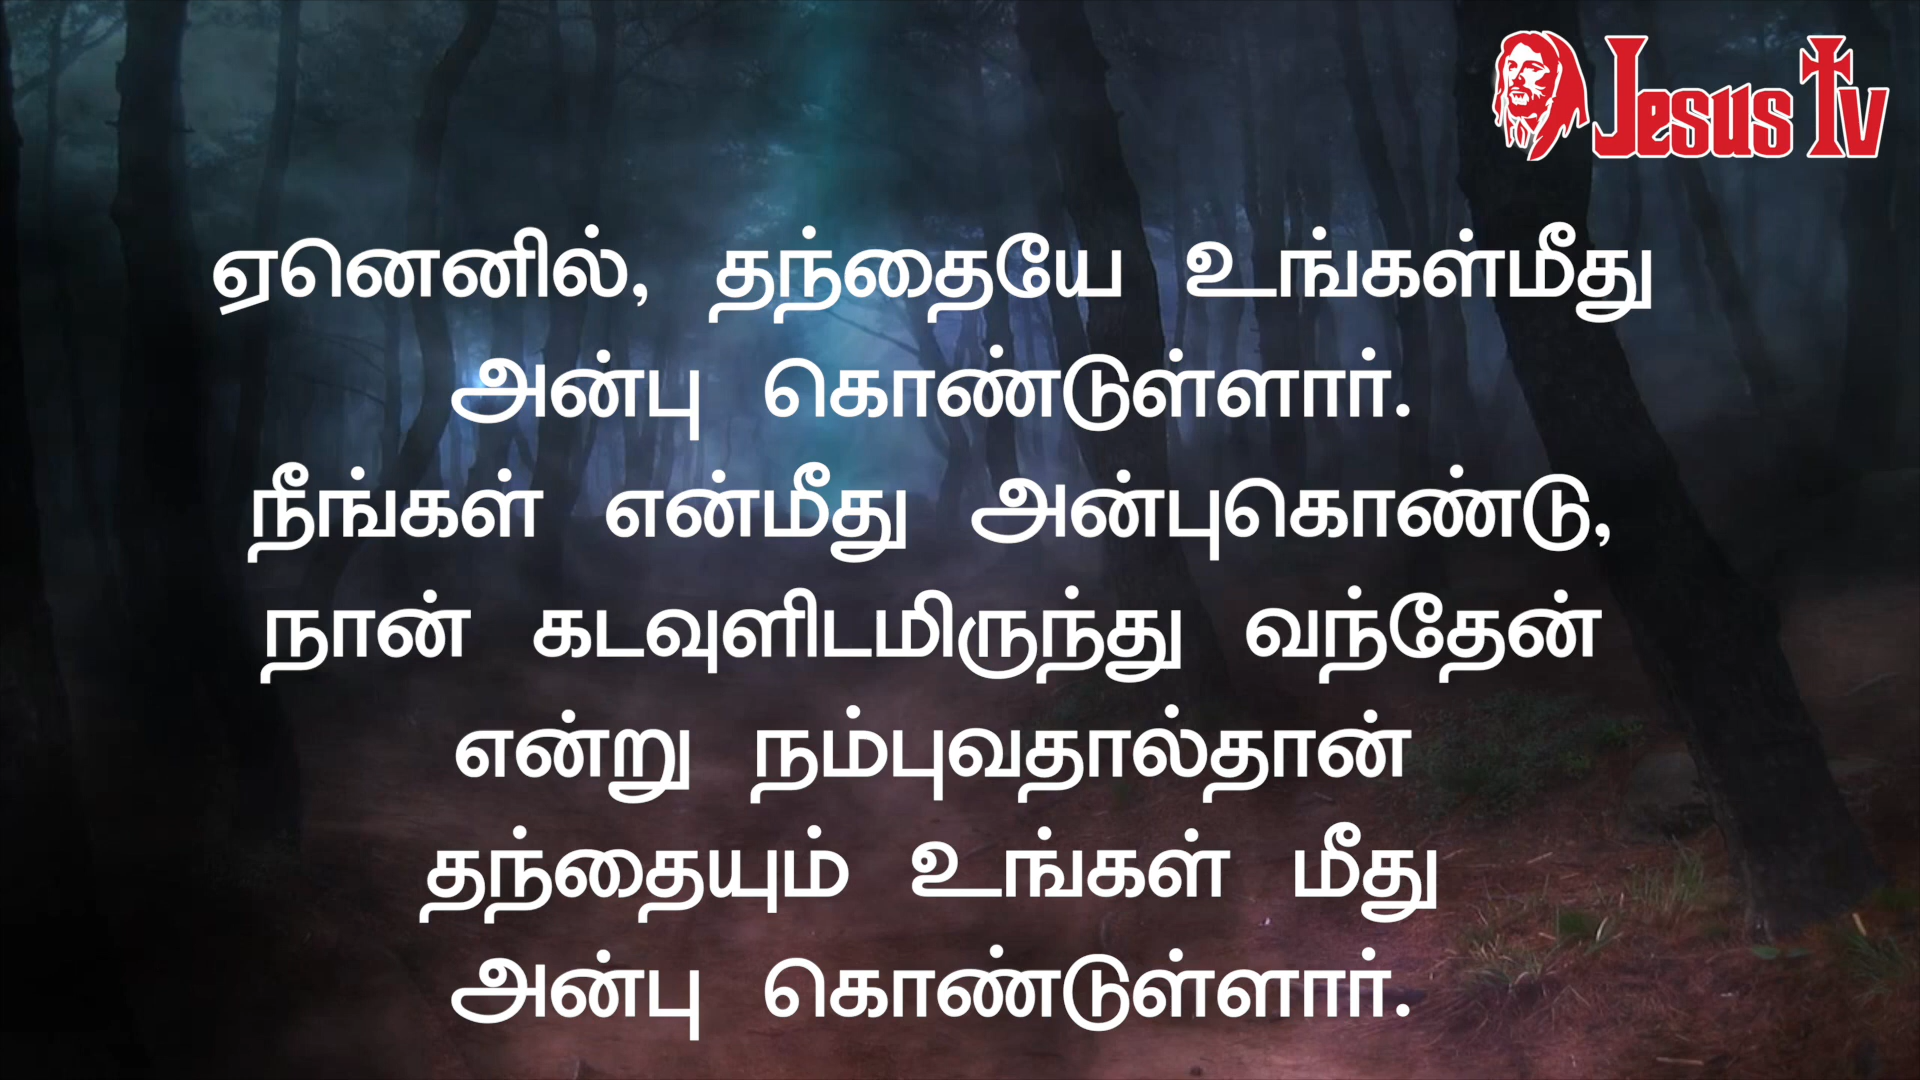 Jesus Tv
ஏனெனில், தந்தையே உங்கள்மீது
அன்பு கொண்டுள்ளார்.
நீங்கள் என்மீது அன்புகொண்டு,
நான் கடவுளிடமிருந்து வந்தேன்
என்று நம்புவதால்தான்
தந்தையும் உங்கள் மீது
அன்பு கொண்டுள்ளார்.